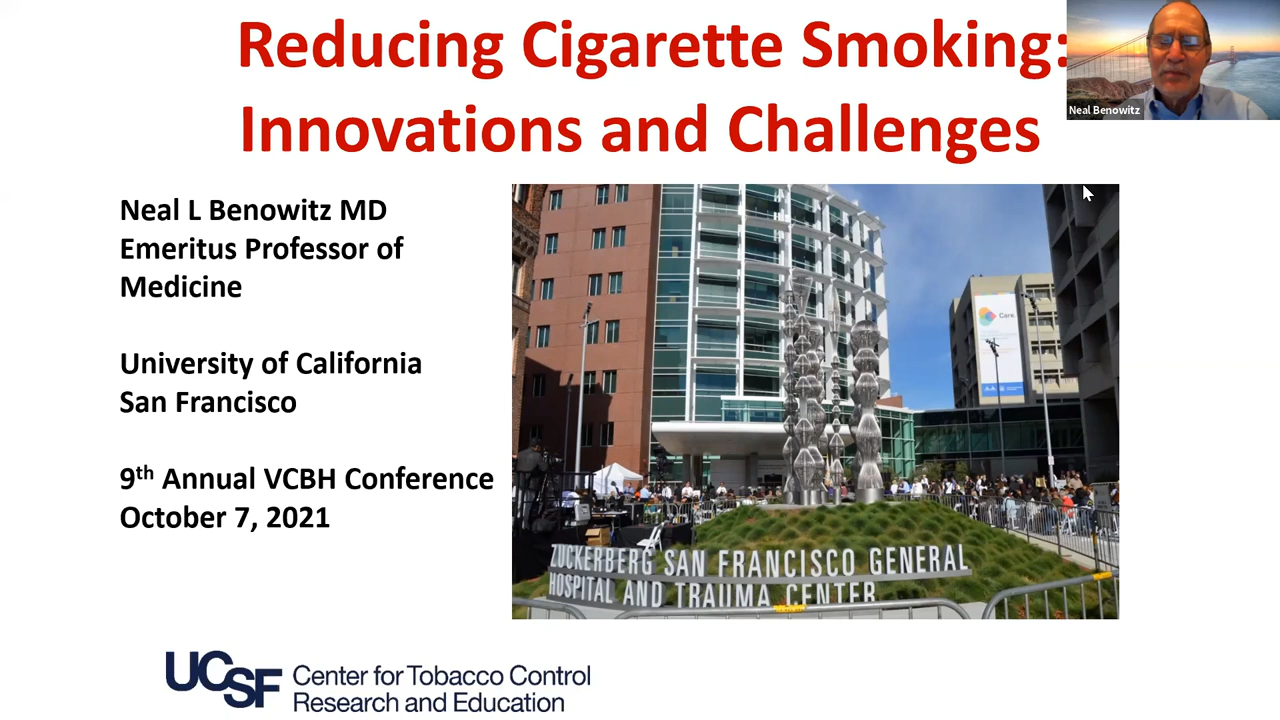 Reducing Cigarette Smoking:
Innovations and Challenges
Neal Benowitz
Neal L Benowitz MD
Emeritus Professor of
Medicine
University of California
San Francisco
9th Annual VCBH Conference
October 7, 2021
Care.
ZUCKERBERG SAN FRANCISCO GENERAL
HOSPITAL AND TRAUMA CENTER
UCSF
Center for Tobacco Control
Research and Education